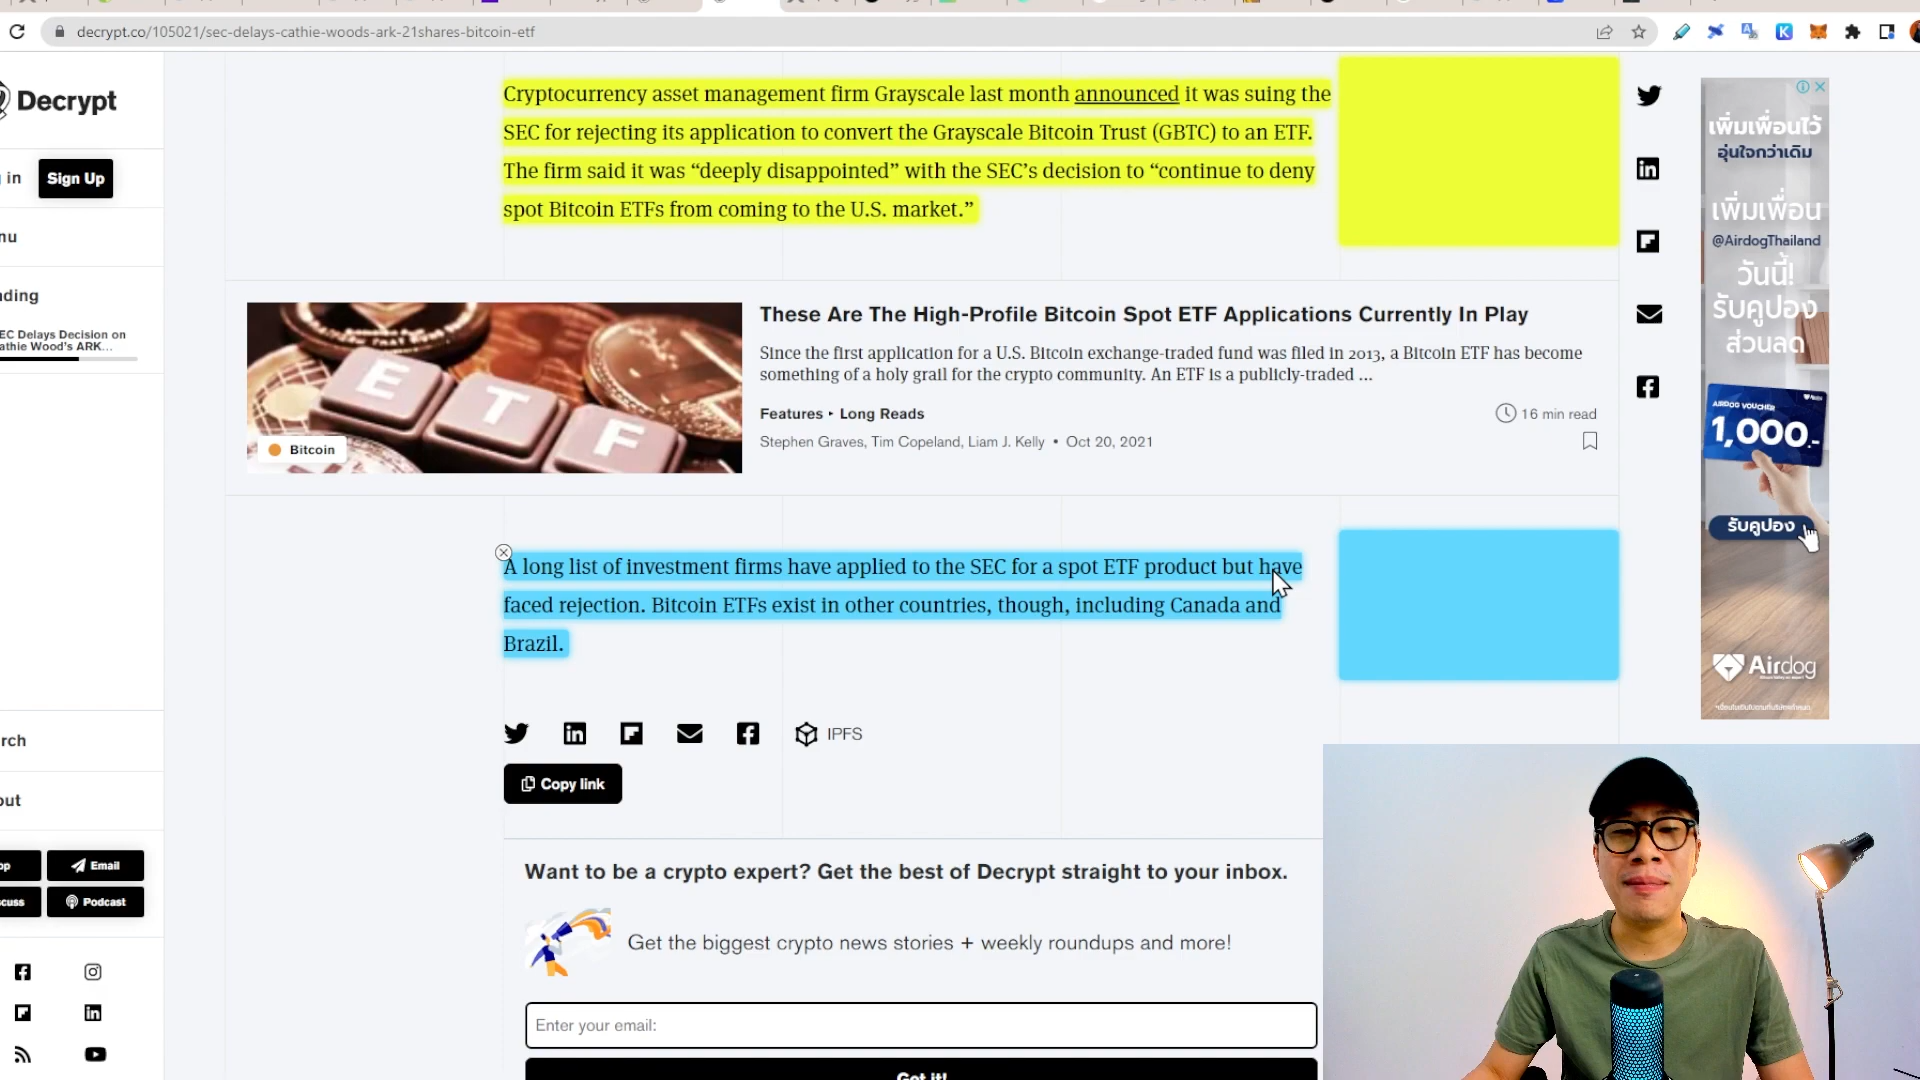 decrypt.co/105021/sec-delays-cathie-woods-ark-21shares-bitcoin-etf
Decrypt
in
Sign Up
nu
ding
EC Delays Decision on
athie Wood's ARK...
rch
out
pp
Email
cuss
Podcast
Cryptocurrency asset management firm Grayscale last month announced it was suing the
SEC for rejecting its application to convert the Grayscale Bitcoin Trust (GBTC) to an ETF.
The firm said it was “deeply disappointed” with the SEC’s decision to “continue to deny
spot Bitcoin ETFs from coming to the U.S. market.”
E T F
Bitcoin
These Are The High-Profile Bitcoin Spot ETF Applications Currently In Play
Since the first application for a U.S. Bitcoin exchange-traded fund was filed in 2013, a Bitcoin ETF has become
something of a holy grail for the crypto community. An ETF is a publicly-traded ...
Features ‣ Long Reads
16 min read
Stephen Graves, Tim Copeland, Liam J. Kelly • Oct 20, 2021
A long list of investment firms have applied to the SEC for a spot ETF product but have
faced rejection. Bitcoin ETFs exist in other countries, though, including Canada and
Brazil.
IPFS
Copy link
Want to be a crypto expert? Get the best of Decrypt straight to your inbox.
Get the biggest crypto news stories + weekly roundups and more!
Enter your email:
Got it!
เพิ่มเพื่อนไว้
อุ่นใจกว่าเดิม
เพิ่มเพื่อน
@AirdogThailand
วันนี้!
รับคูปอง
ส่วนลด
AIRDOG VOUCHER
1,000.-
รับคูปอง
Airdog